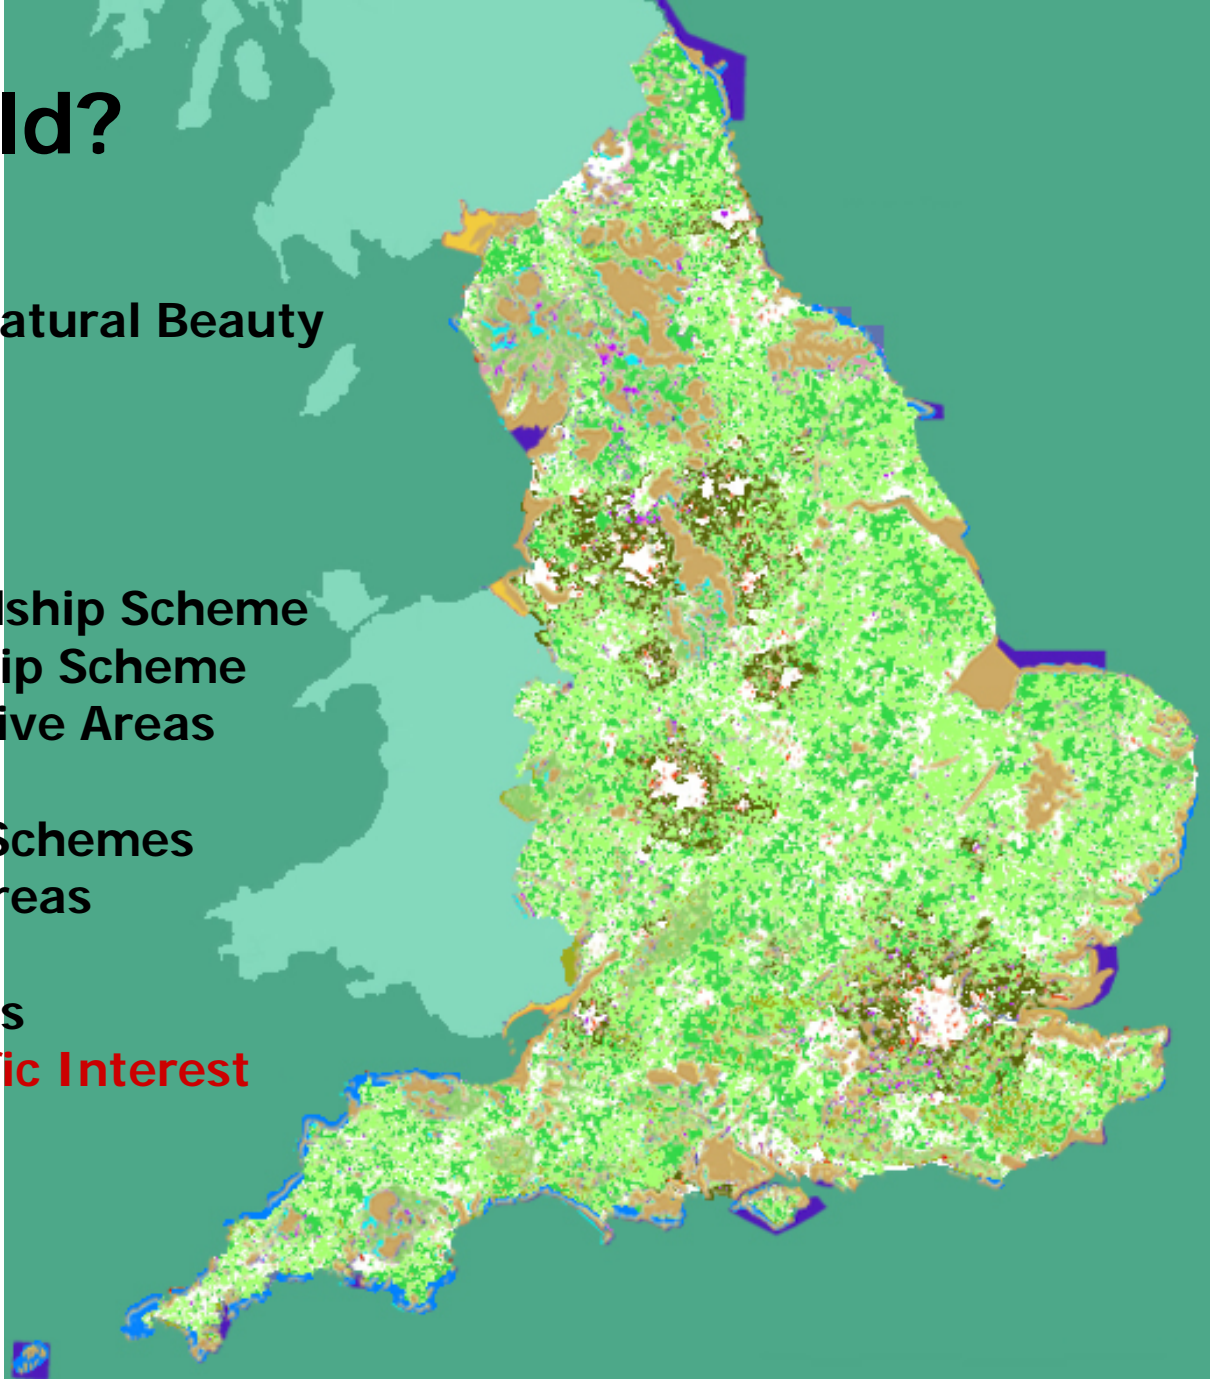 ld?
atural Beauty
lship Scheme
ip Scheme
ive Areas
Schemes
reas
s
ic Interest